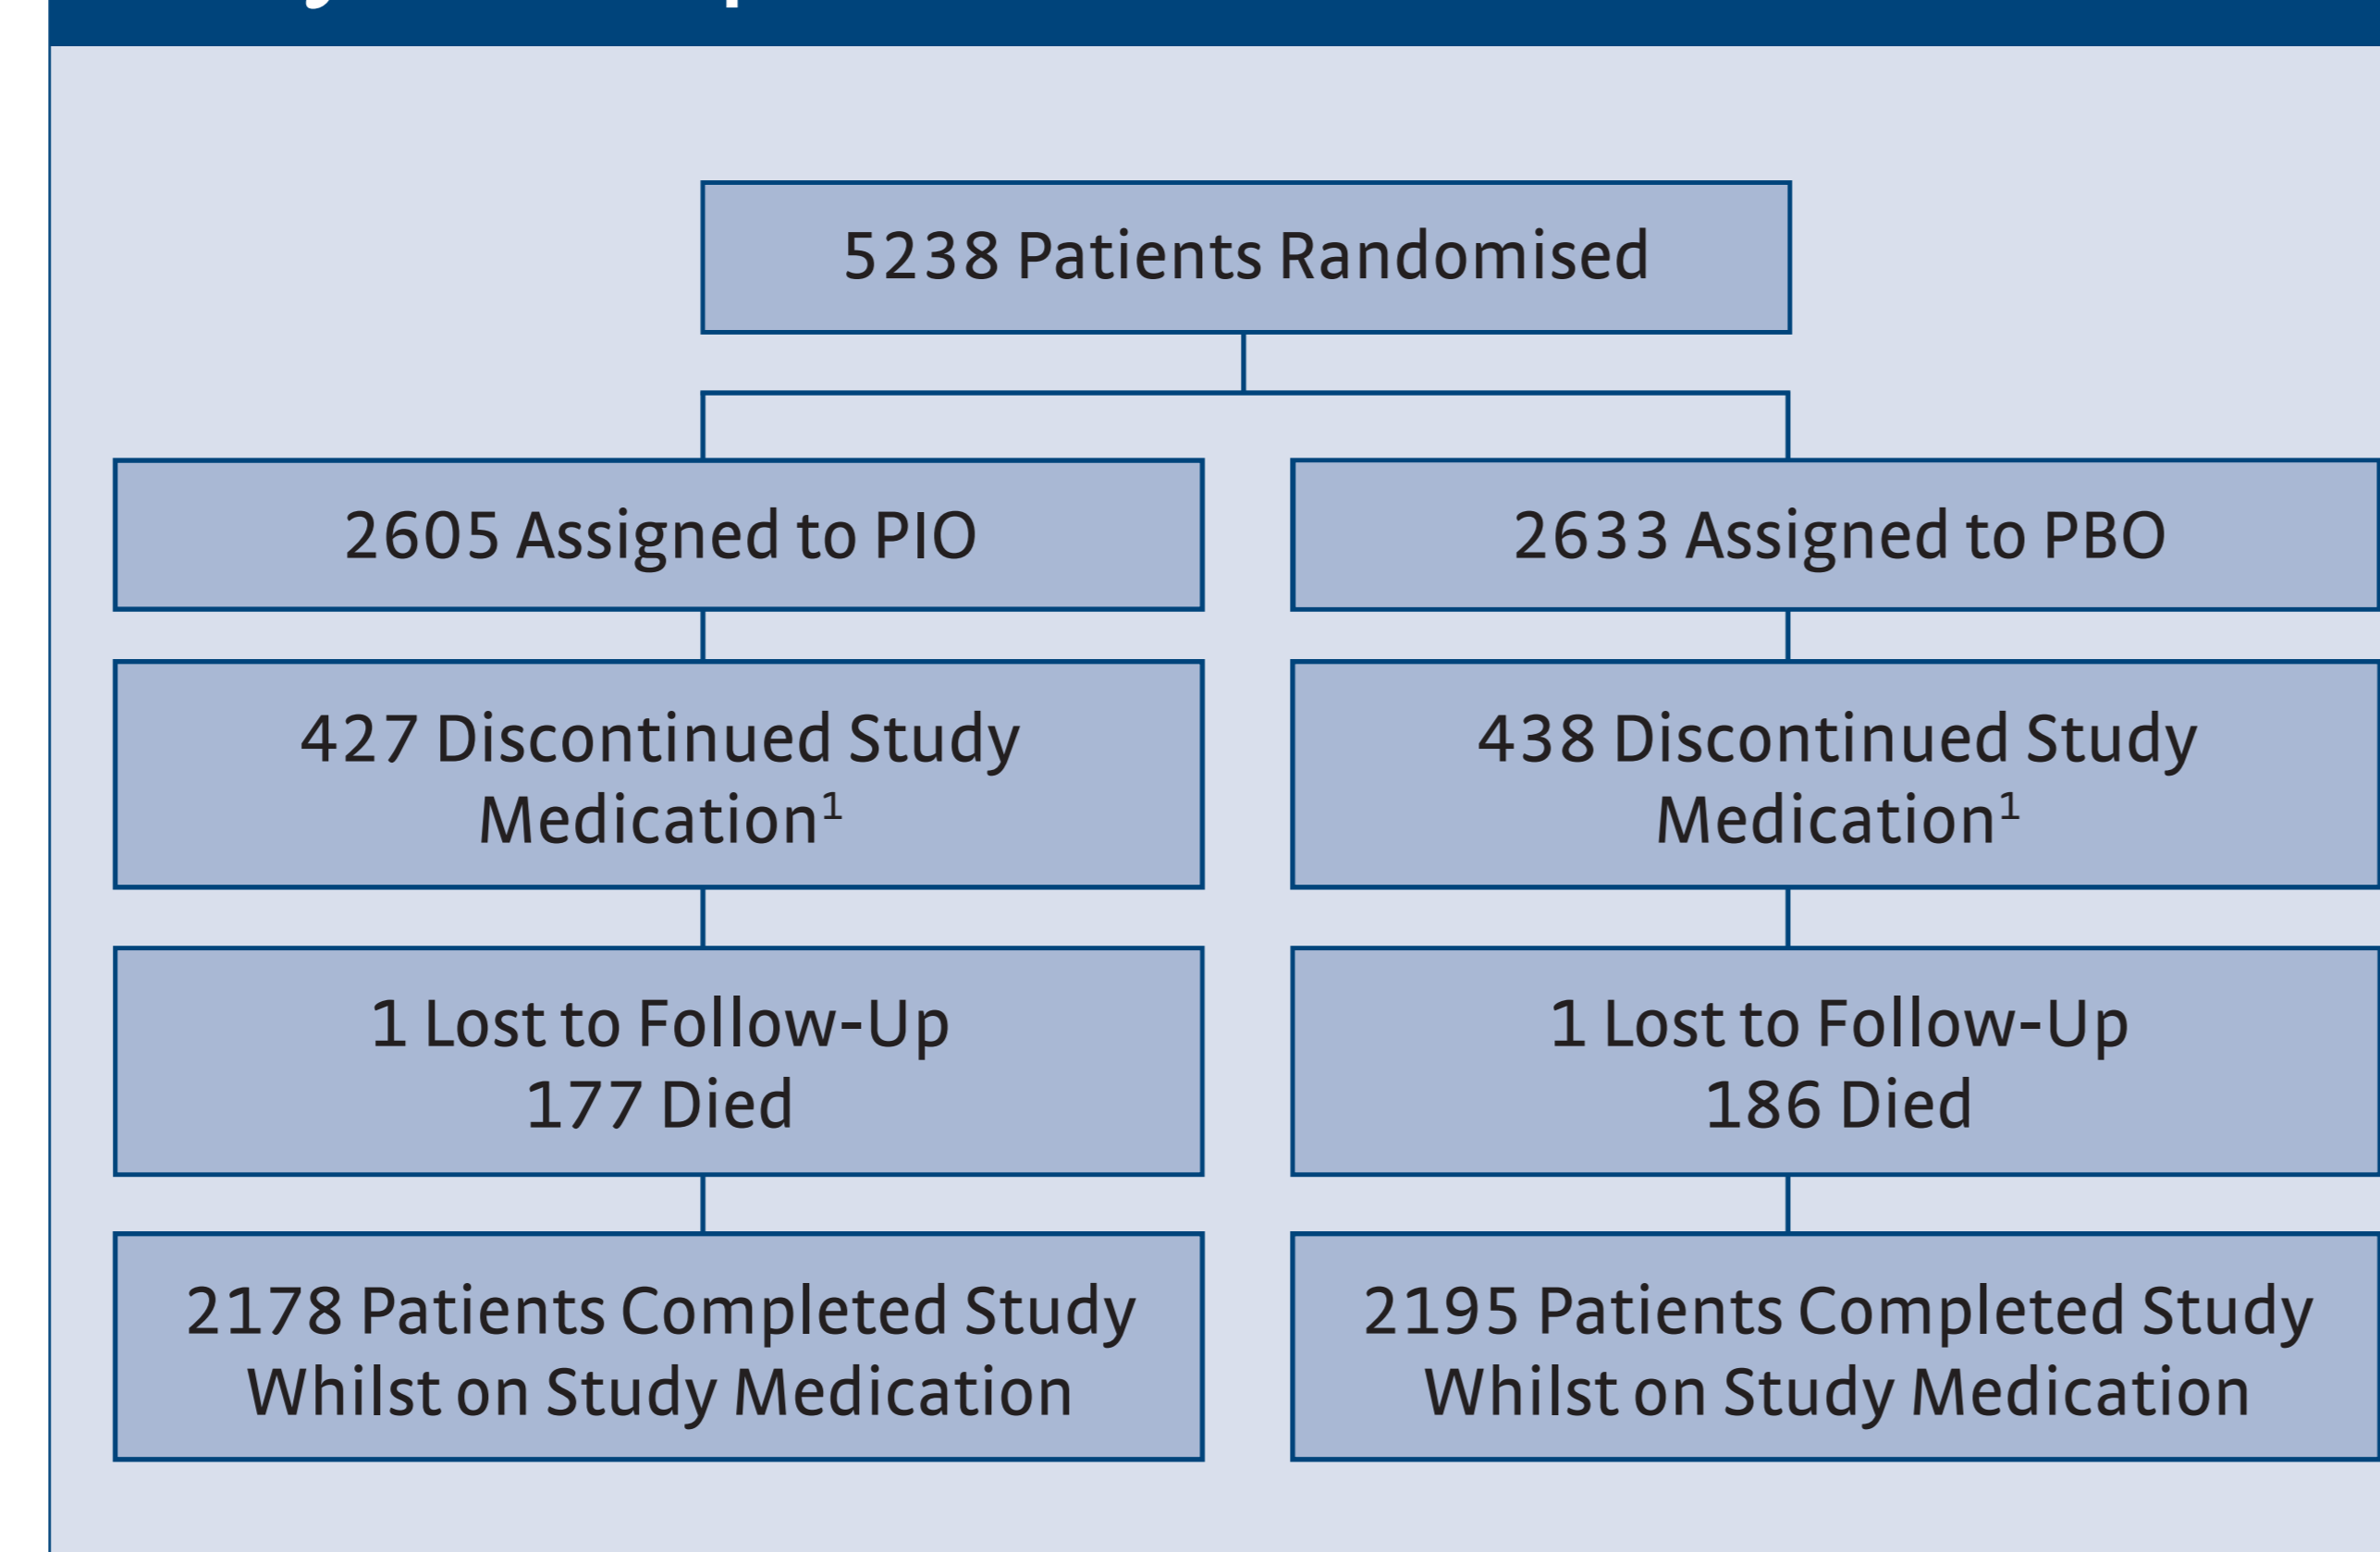 5238 Patients Randomised
2605 Assigned to PIO
2633 Assigned to PBO
427 Discontinued Study
Medication¹
438 Discontinued Study
Medication¹
1 Lost to Follow-Up
177 Died
1 Lost to Follow-Up
186 Died
2178 Patients Completed Study
Whilst on Study Medication
2195 Patients Completed Study
Whilst on Study Medication